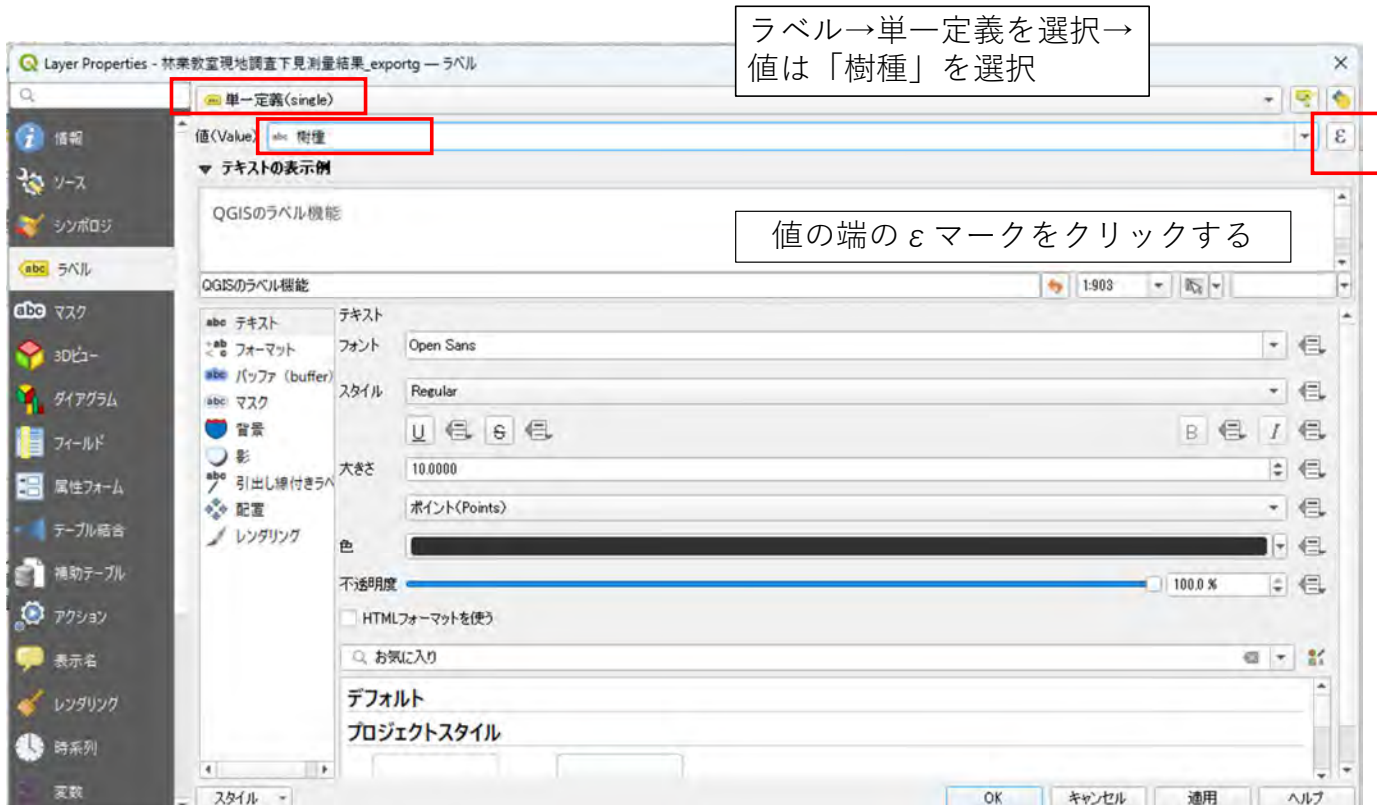 ラベル→単一定義を選択→
値は「樹種」を選択
Layer Properties - 林業教室現地調査下見測量結果_exportg — ラベル
単一定義(single)
値(Value) abc 樹種 ε
情報
ソース
シンボロジ
abc ラベル
abc マスク
3Dビュー
ダイアグラム
フィールド
属性フォーム
テーブル結合
補助テーブル
アクション
表示名
レンダリング
時系列
変数
テキストの表示例
QGISのラベル機能
値の端のεマークをクリックする
QGISのラベル機能 1:903
abc テキスト
フォーマット
abc バッファ (buffer)
abc マスク
背景
影
abc 引出し線付きラベ
配置
レンダリング
テキスト
フォント Open Sans
スタイル Regular
U S B I
大きさ 10.0000
ポイント(Points)
色
不透明度 100.0 %
HTMLフォーマットを使う
お気に入り
デフォルト
プロジェクトスタイル
スタイル OK キャンセル 適用 ヘルプ